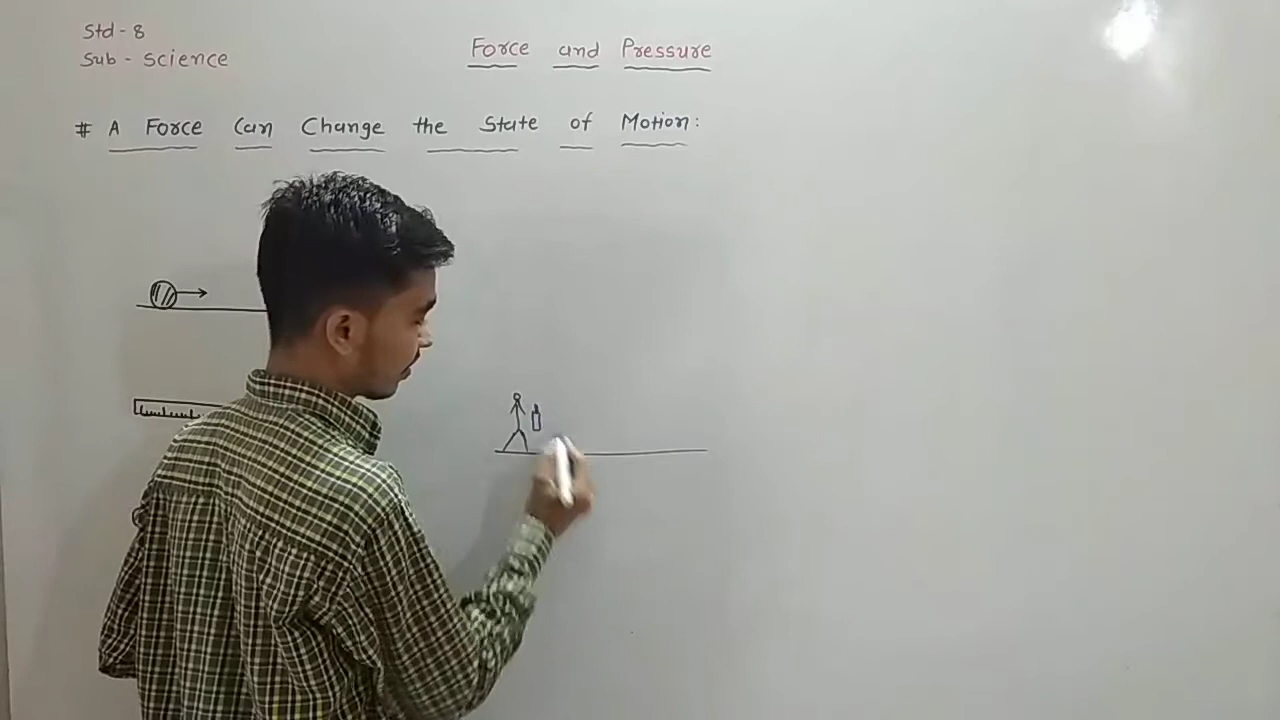 Std - 8
Sub - Science
Force and Pressure
# A Force Can Change the State of Motion: